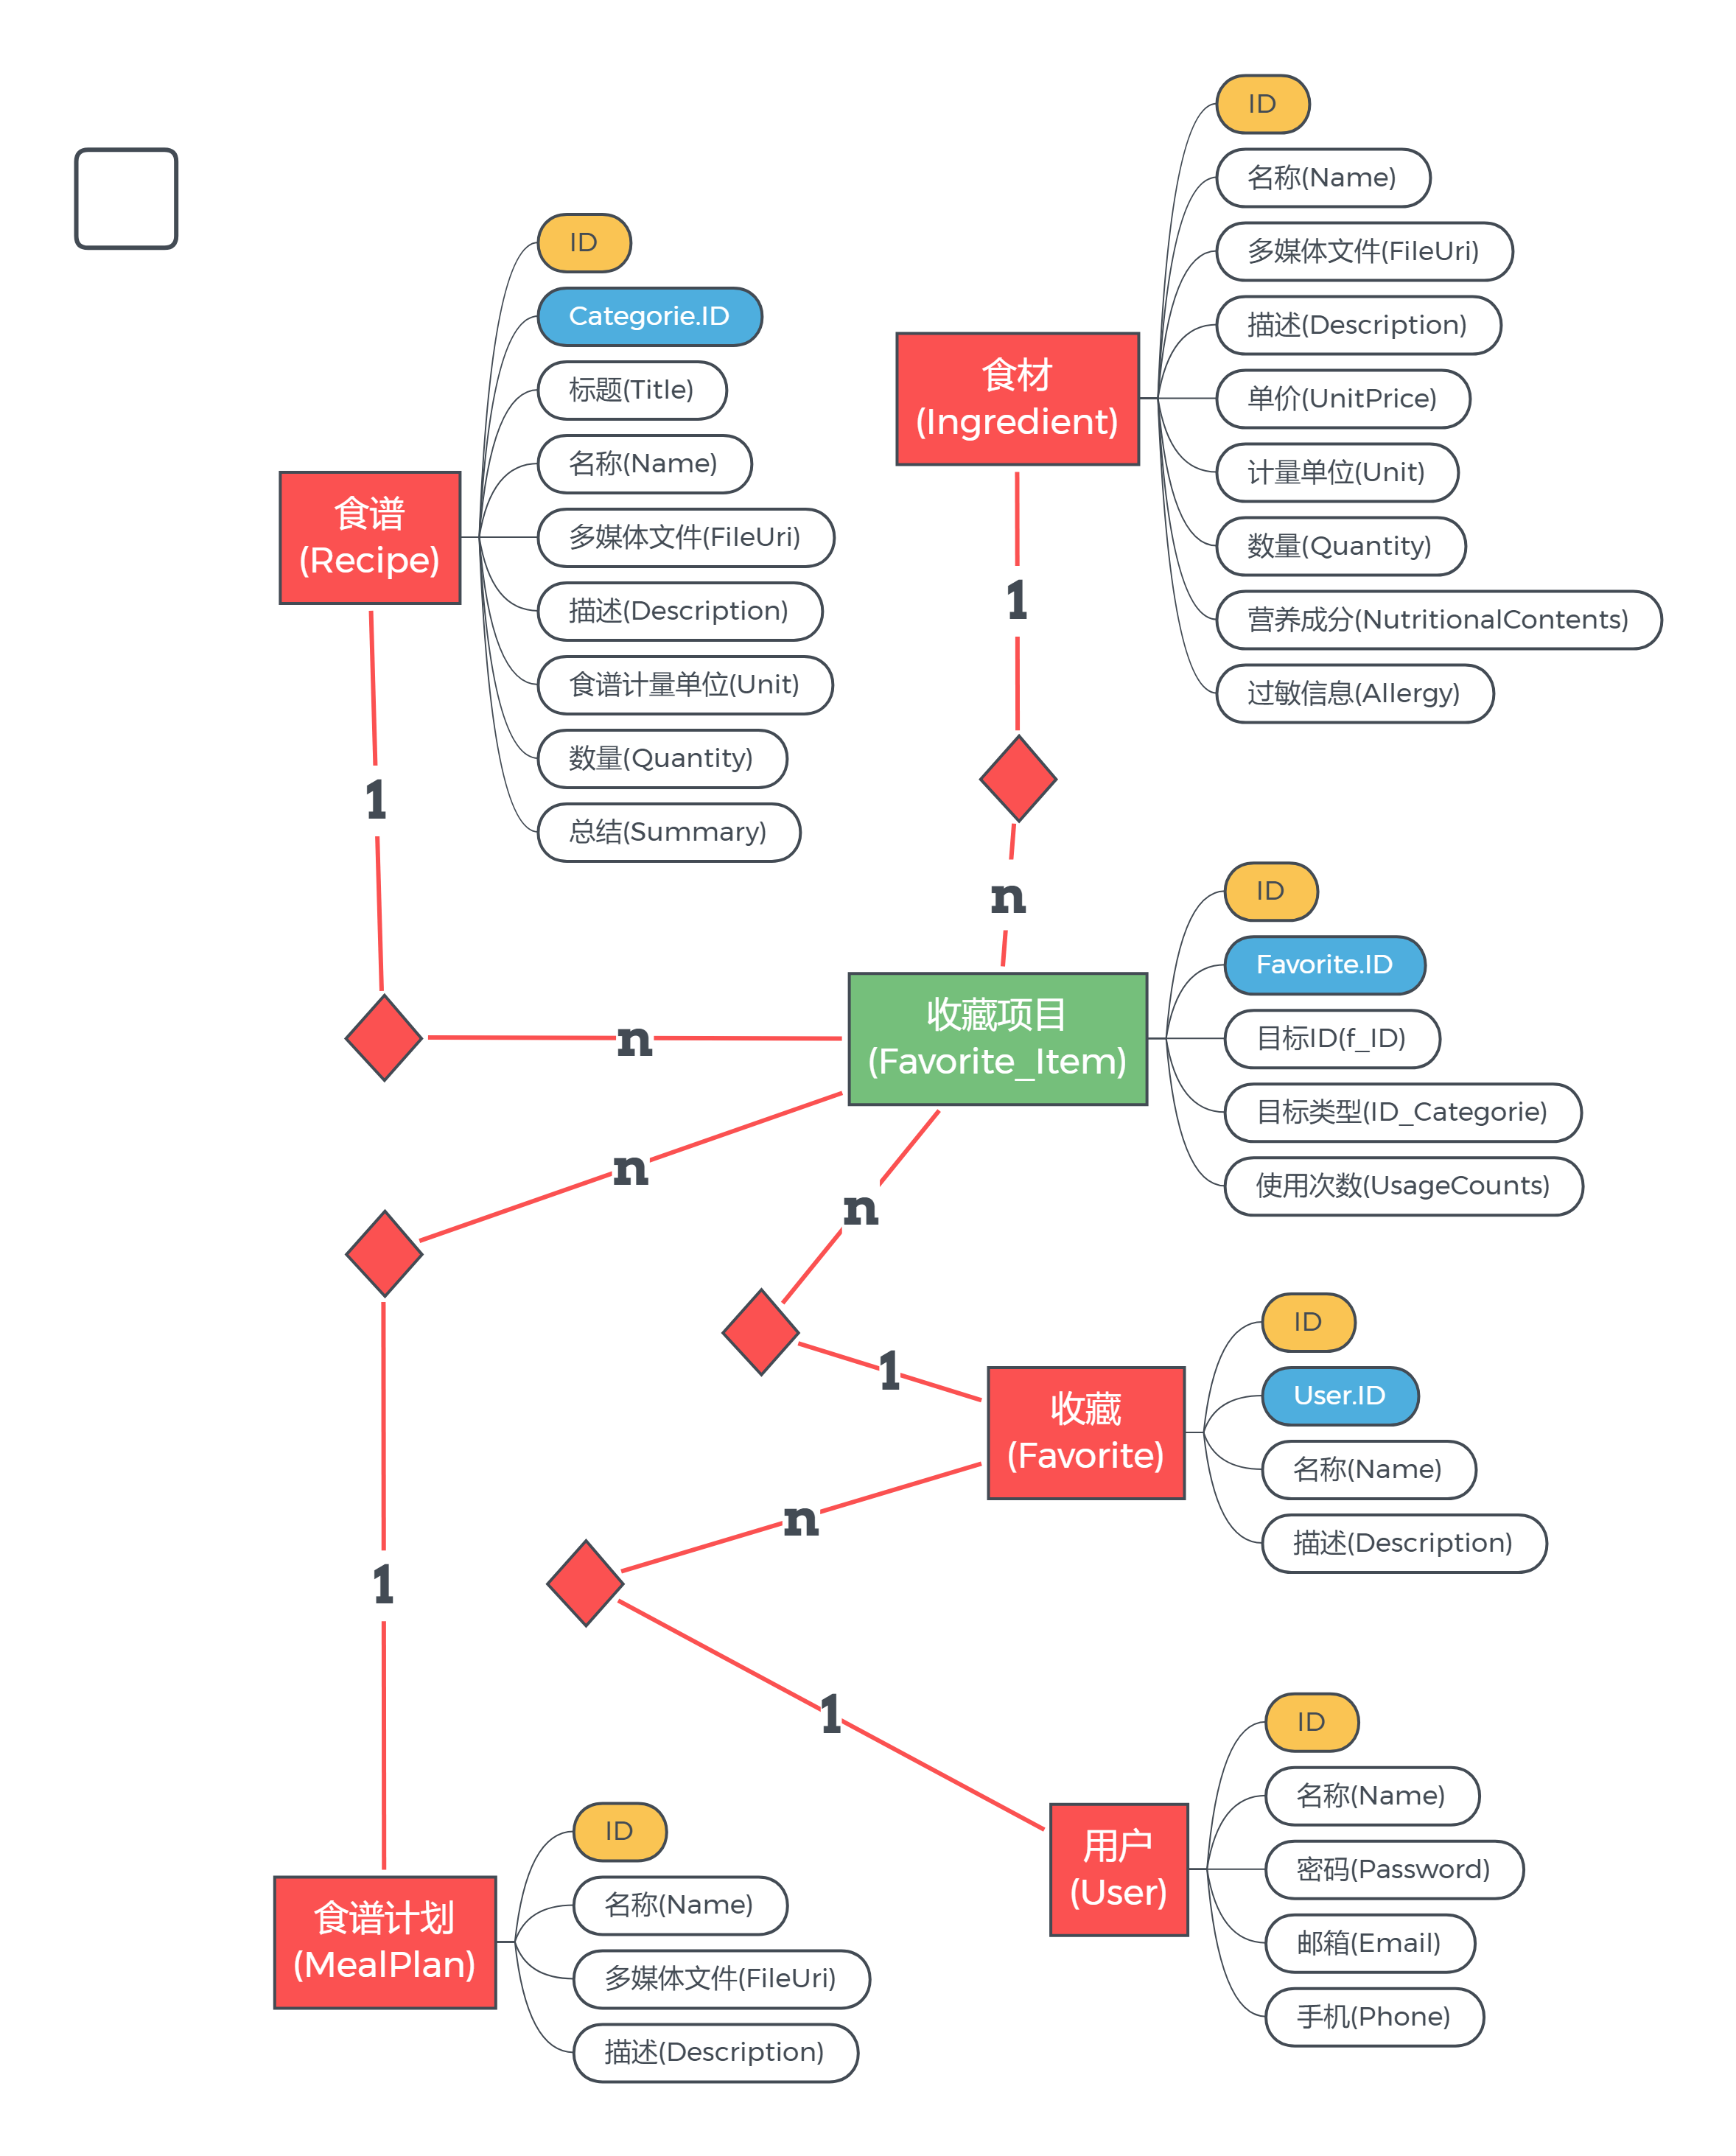 ID
Categorie.ID
标题(Title)
名称(Name)
多媒体文件(FileUri)
描述(Description)
食谱计量单位(Unit)
数量(Quantity)
总结(Summary)
食谱
(Recipe)
1
n
ID
名称(Name)
多媒体文件(FileUri)
描述(Description)
单价(UnitPrice)
计量单位(Unit)
数量(Quantity)
营养成分(NutritionalContents)
过敏信息(Allergy)
食材
(Ingredient)
1
n
收藏项目
(Favorite_Item)
ID
Favorite.ID
目标ID(f_ID)
目标类型(ID_Categorie)
使用次数(UsageCounts)
n
1
n
1
收藏
(Favorite)
ID
User.ID
名称(Name)
描述(Description)
n
1
用户
(User)
ID
名称(Name)
密码(Password)
邮箱(Email)
手机(Phone)
食谱计划
(MealPlan)
ID
名称(Name)
多媒体文件(FileUri)
描述(Description)